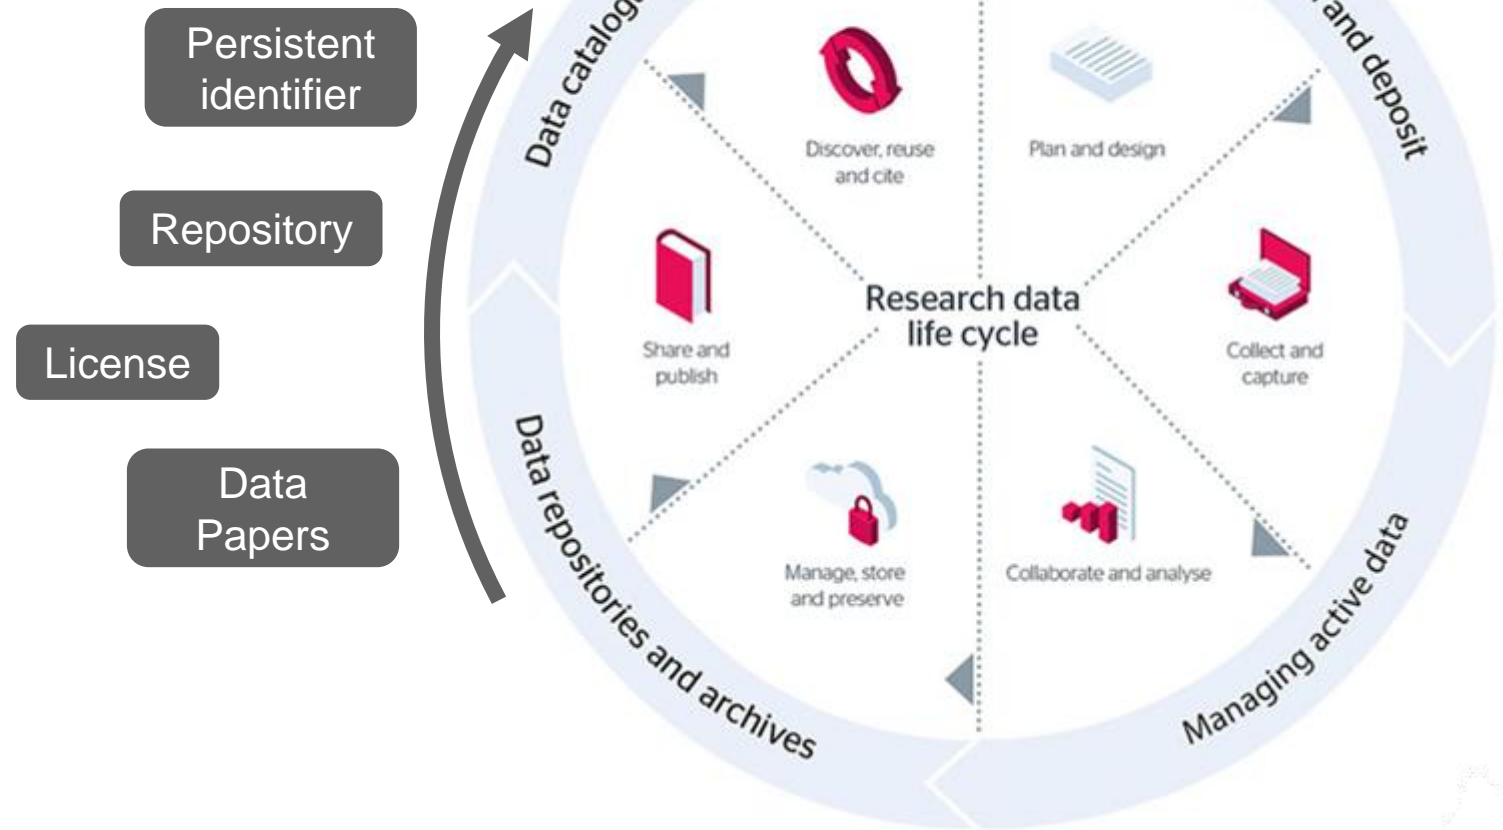 Persistent
identifier
Repository
License
Data
Papers
and deposit
Discover, reuse
and cite
Plan and design
Share and
publish
Research data
life cycle
Collect and
capture
Manage, store
and preserve
Collaborate and analyse
Data repositories and archives
Managing active data
Data